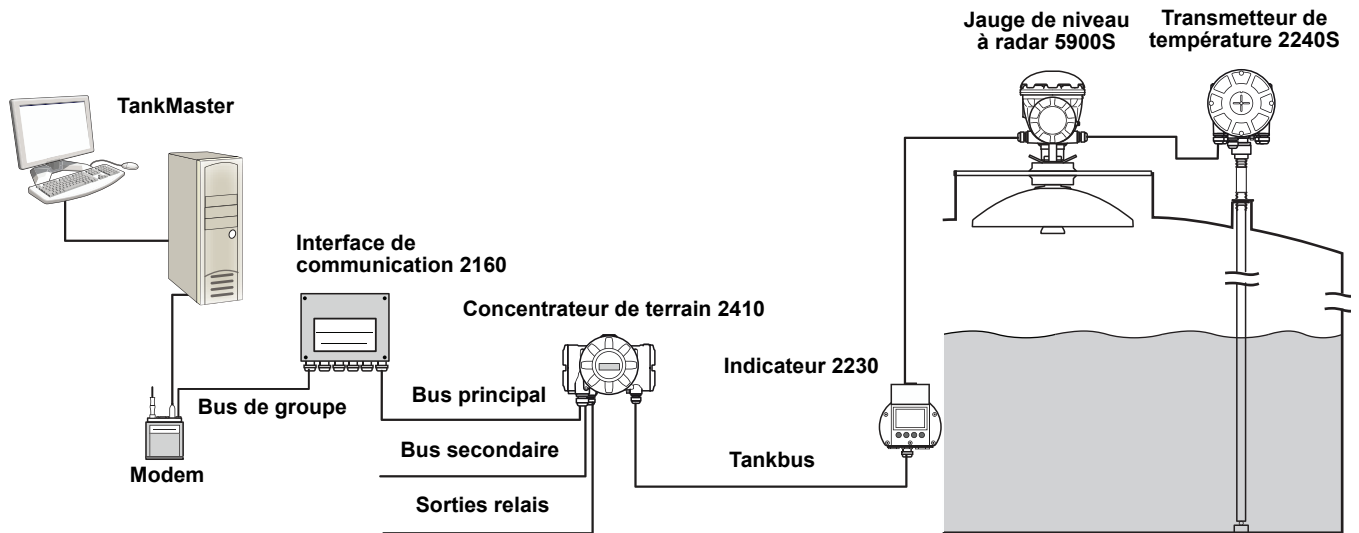 Jauge de niveau
à radar 5900S
Transmetteur de
température 2240S
TankMaster
Interface de
communication 2160
Concentrateur de terrain 2410
Indicateur 2230
Bus de groupe
Bus principal
Modem
Bus secondaire
Tankbus
Sorties relais